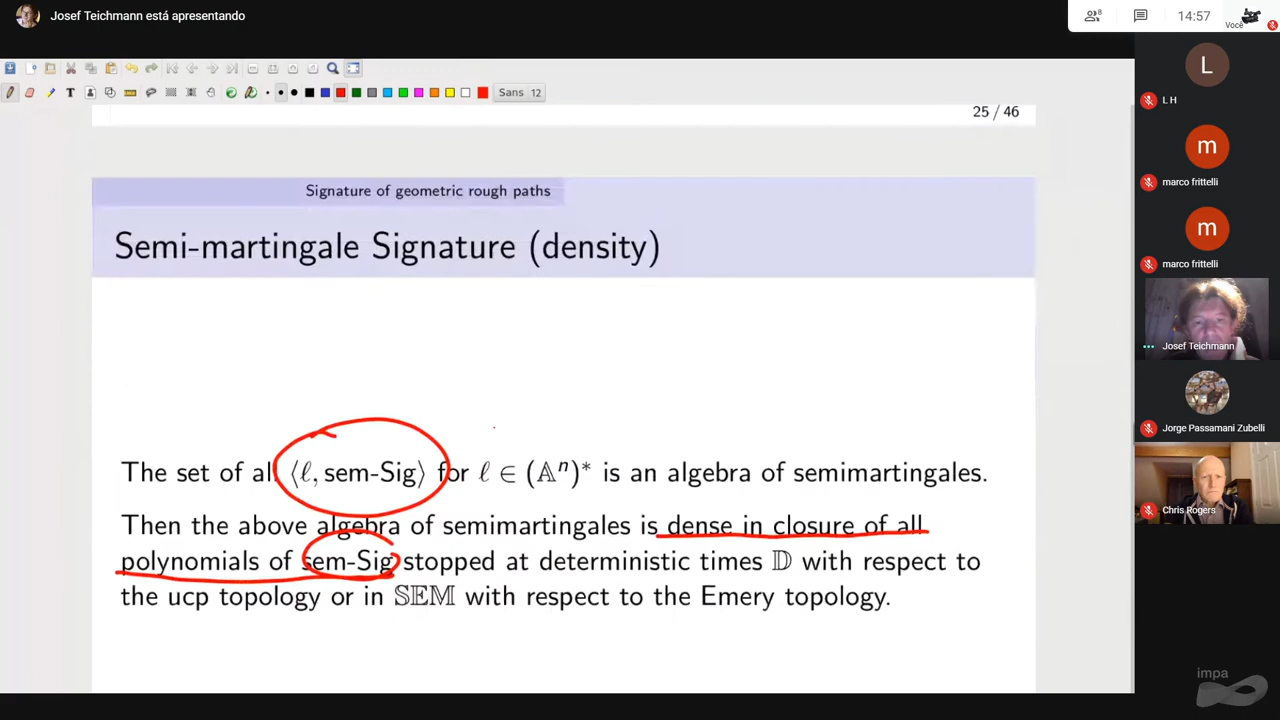 Josef Teichmann está apresentando
8
14:57
Você
Sans 12
25 / 46
L
L H
Signature of geometric rough paths
Semi-martingale Signature (density)
m
marco frittelli
m
marco frittelli
Josef Teichmann
The set of all ⟨ℓ, sem-Sig⟩ for ℓ ∈ (𝔸ⁿ)* is an algebra of semimartingales.
Then the above algebra of semimartingales is dense in closure of all
polynomials of sem-Sig stopped at deterministic times 𝔻 with respect to
the ucp topology or in 𝕊𝔼𝕄 with respect to the Emery topology.
Jorge Passamani Zubelli
Chris Rogers
impa